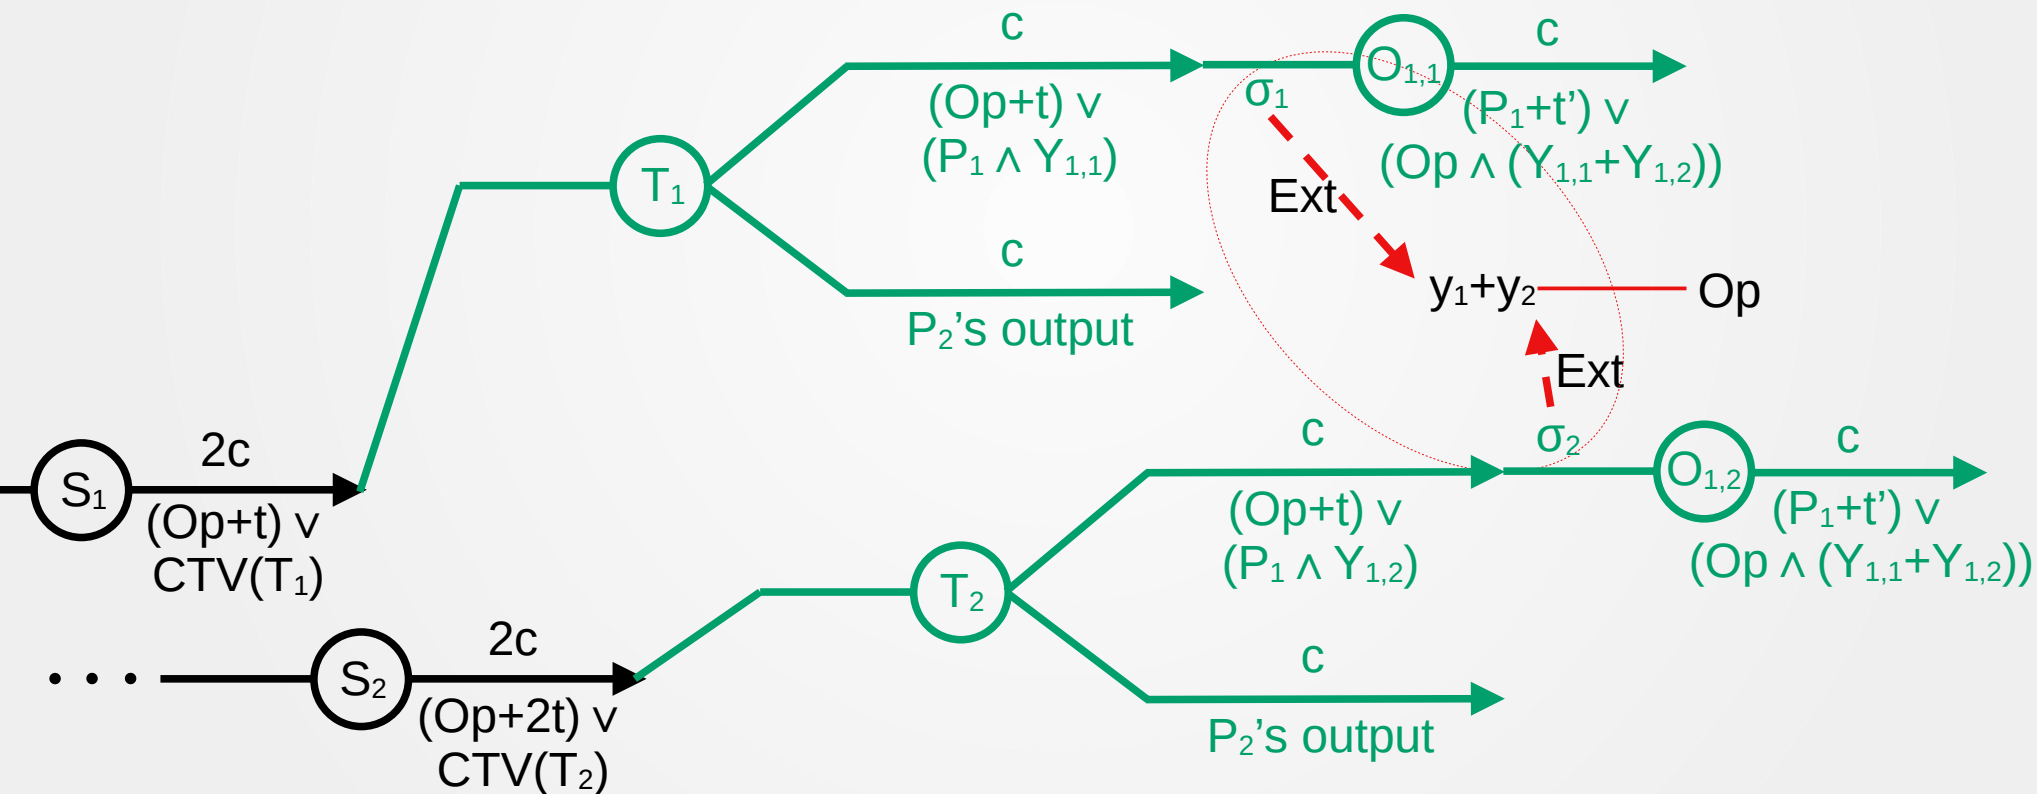 c
c
(Op+t) ∨
(P₁ ∧ Y₁,₁)
σ₁
O₁,₁
(P₁+t’) ∨
(Op ∧ (Y₁,₁+Y₁,₂))
T₁
Ext
c
P₂’s output
y₁+y₂
Op
Ext
S₁
2c
(Op+t) ∨
CTV(T₁)
c
(Op+t) ∨
(P₁ ∧ Y₁,₂)
σ₂
O₁,₂
c
(P₁+t’) ∨
(Op ∧ (Y₁,₁+Y₁,₂))
T₂
. . .
S₂
2c
(Op+2t) ∨
CTV(T₂)
c
P₂’s output